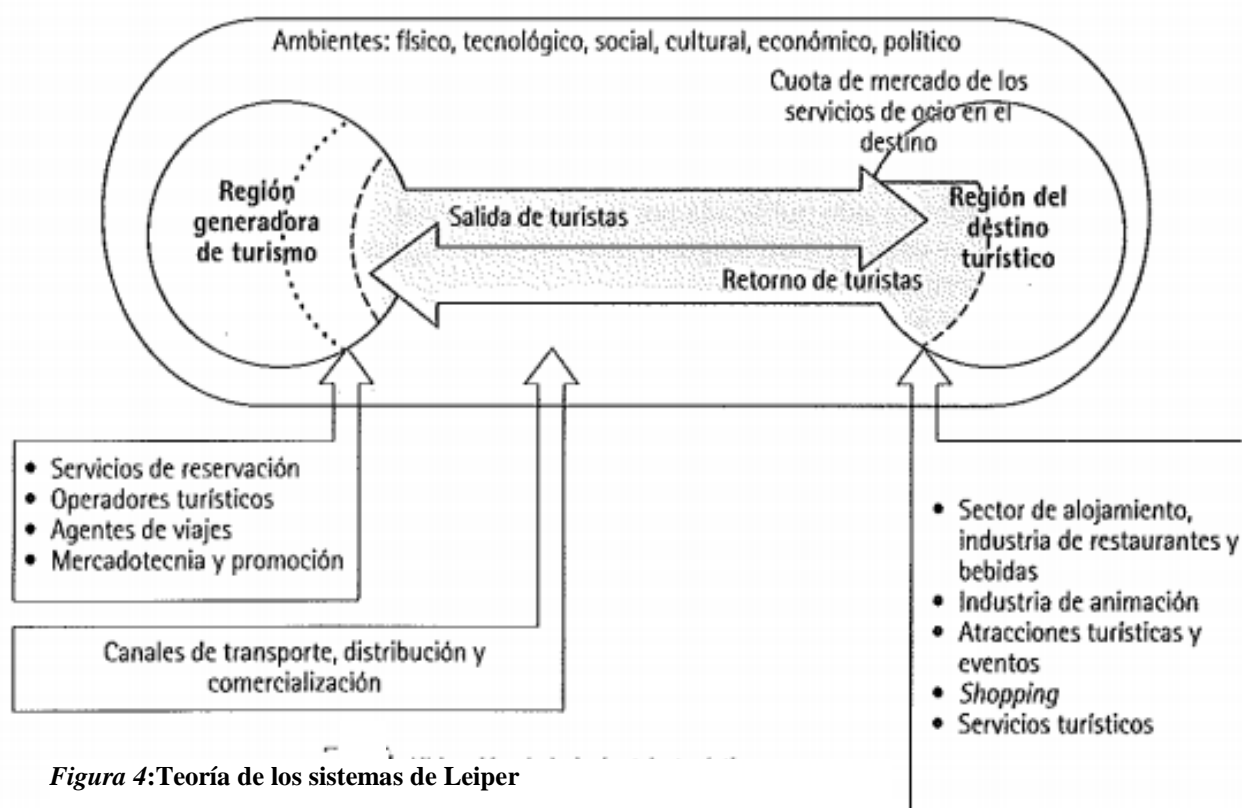 Ambientes: físico, tecnológico, social, cultural, económico, político
Cuota de mercado de los
servicios de ocio en el
destino
Región
generadora
de turismo
Salida de turistas
Retorno de turistas
Región del
destino
turístico
• Servicios de reservación
• Operadores turísticos
• Agentes de viajes
• Mercadotecnia y promoción
Canales de transporte, distribución y
comercialización
• Sector de alojamiento,
industria de restaurantes y
bebidas
• Industria de animación
• Atracciones turísticas y
eventos
• Shopping
• Servicios turísticos
Figura 4:Teoría de los sistemas de Leiper